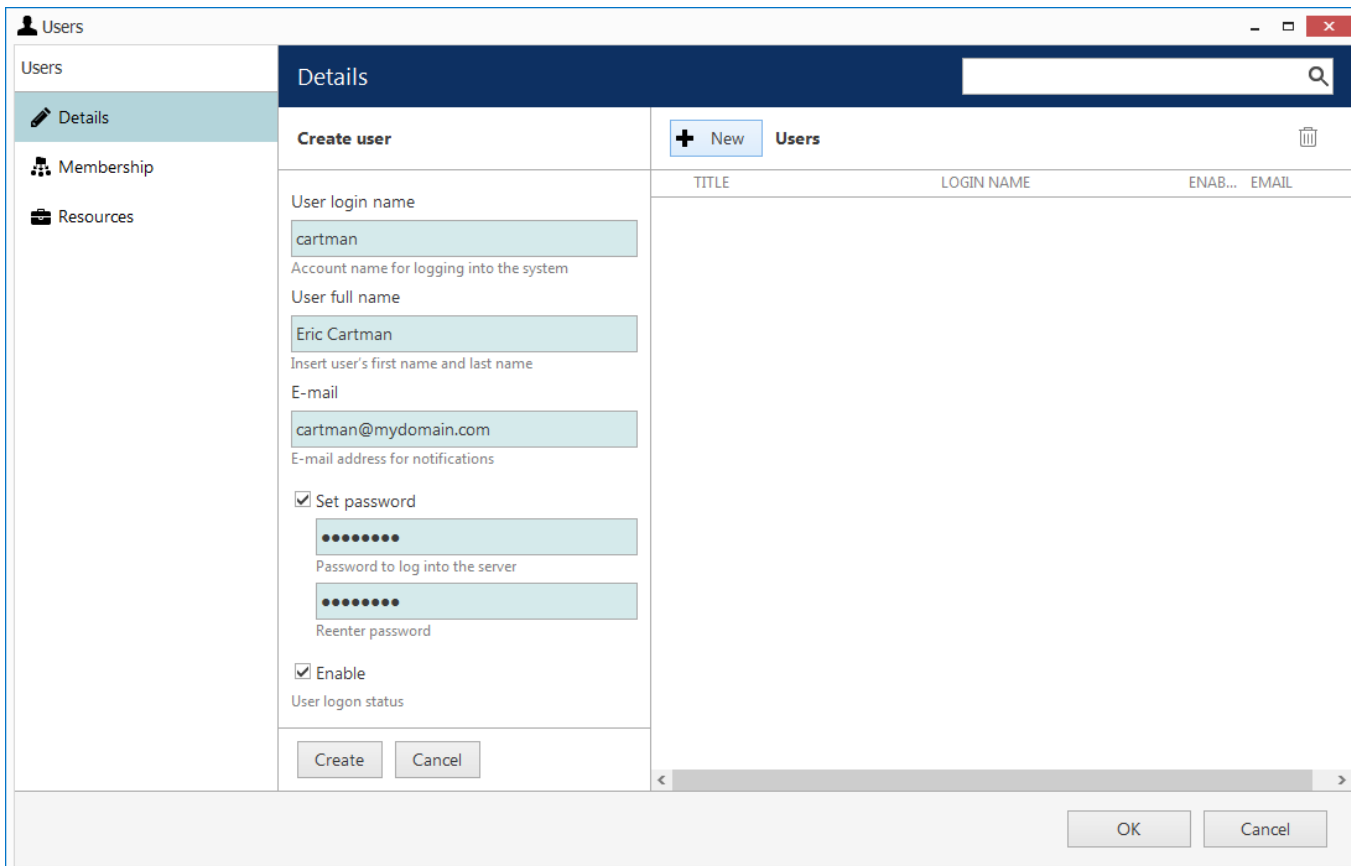 Users
Users
Details
Membership
Resources
Details
Create user
User login name
cartman
Account name for logging into the system
User full name
Eric Cartman
Insert user's first name and last name
E-mail
cartman@mydomain.com
E-mail address for notifications
Set password
●●●●●●●●
Password to log into the server
●●●●●●●●
Reenter password
Enable
User logon status
Create Cancel
New Users
TITLE LOGIN NAME ENAB... EMAIL
OK Cancel